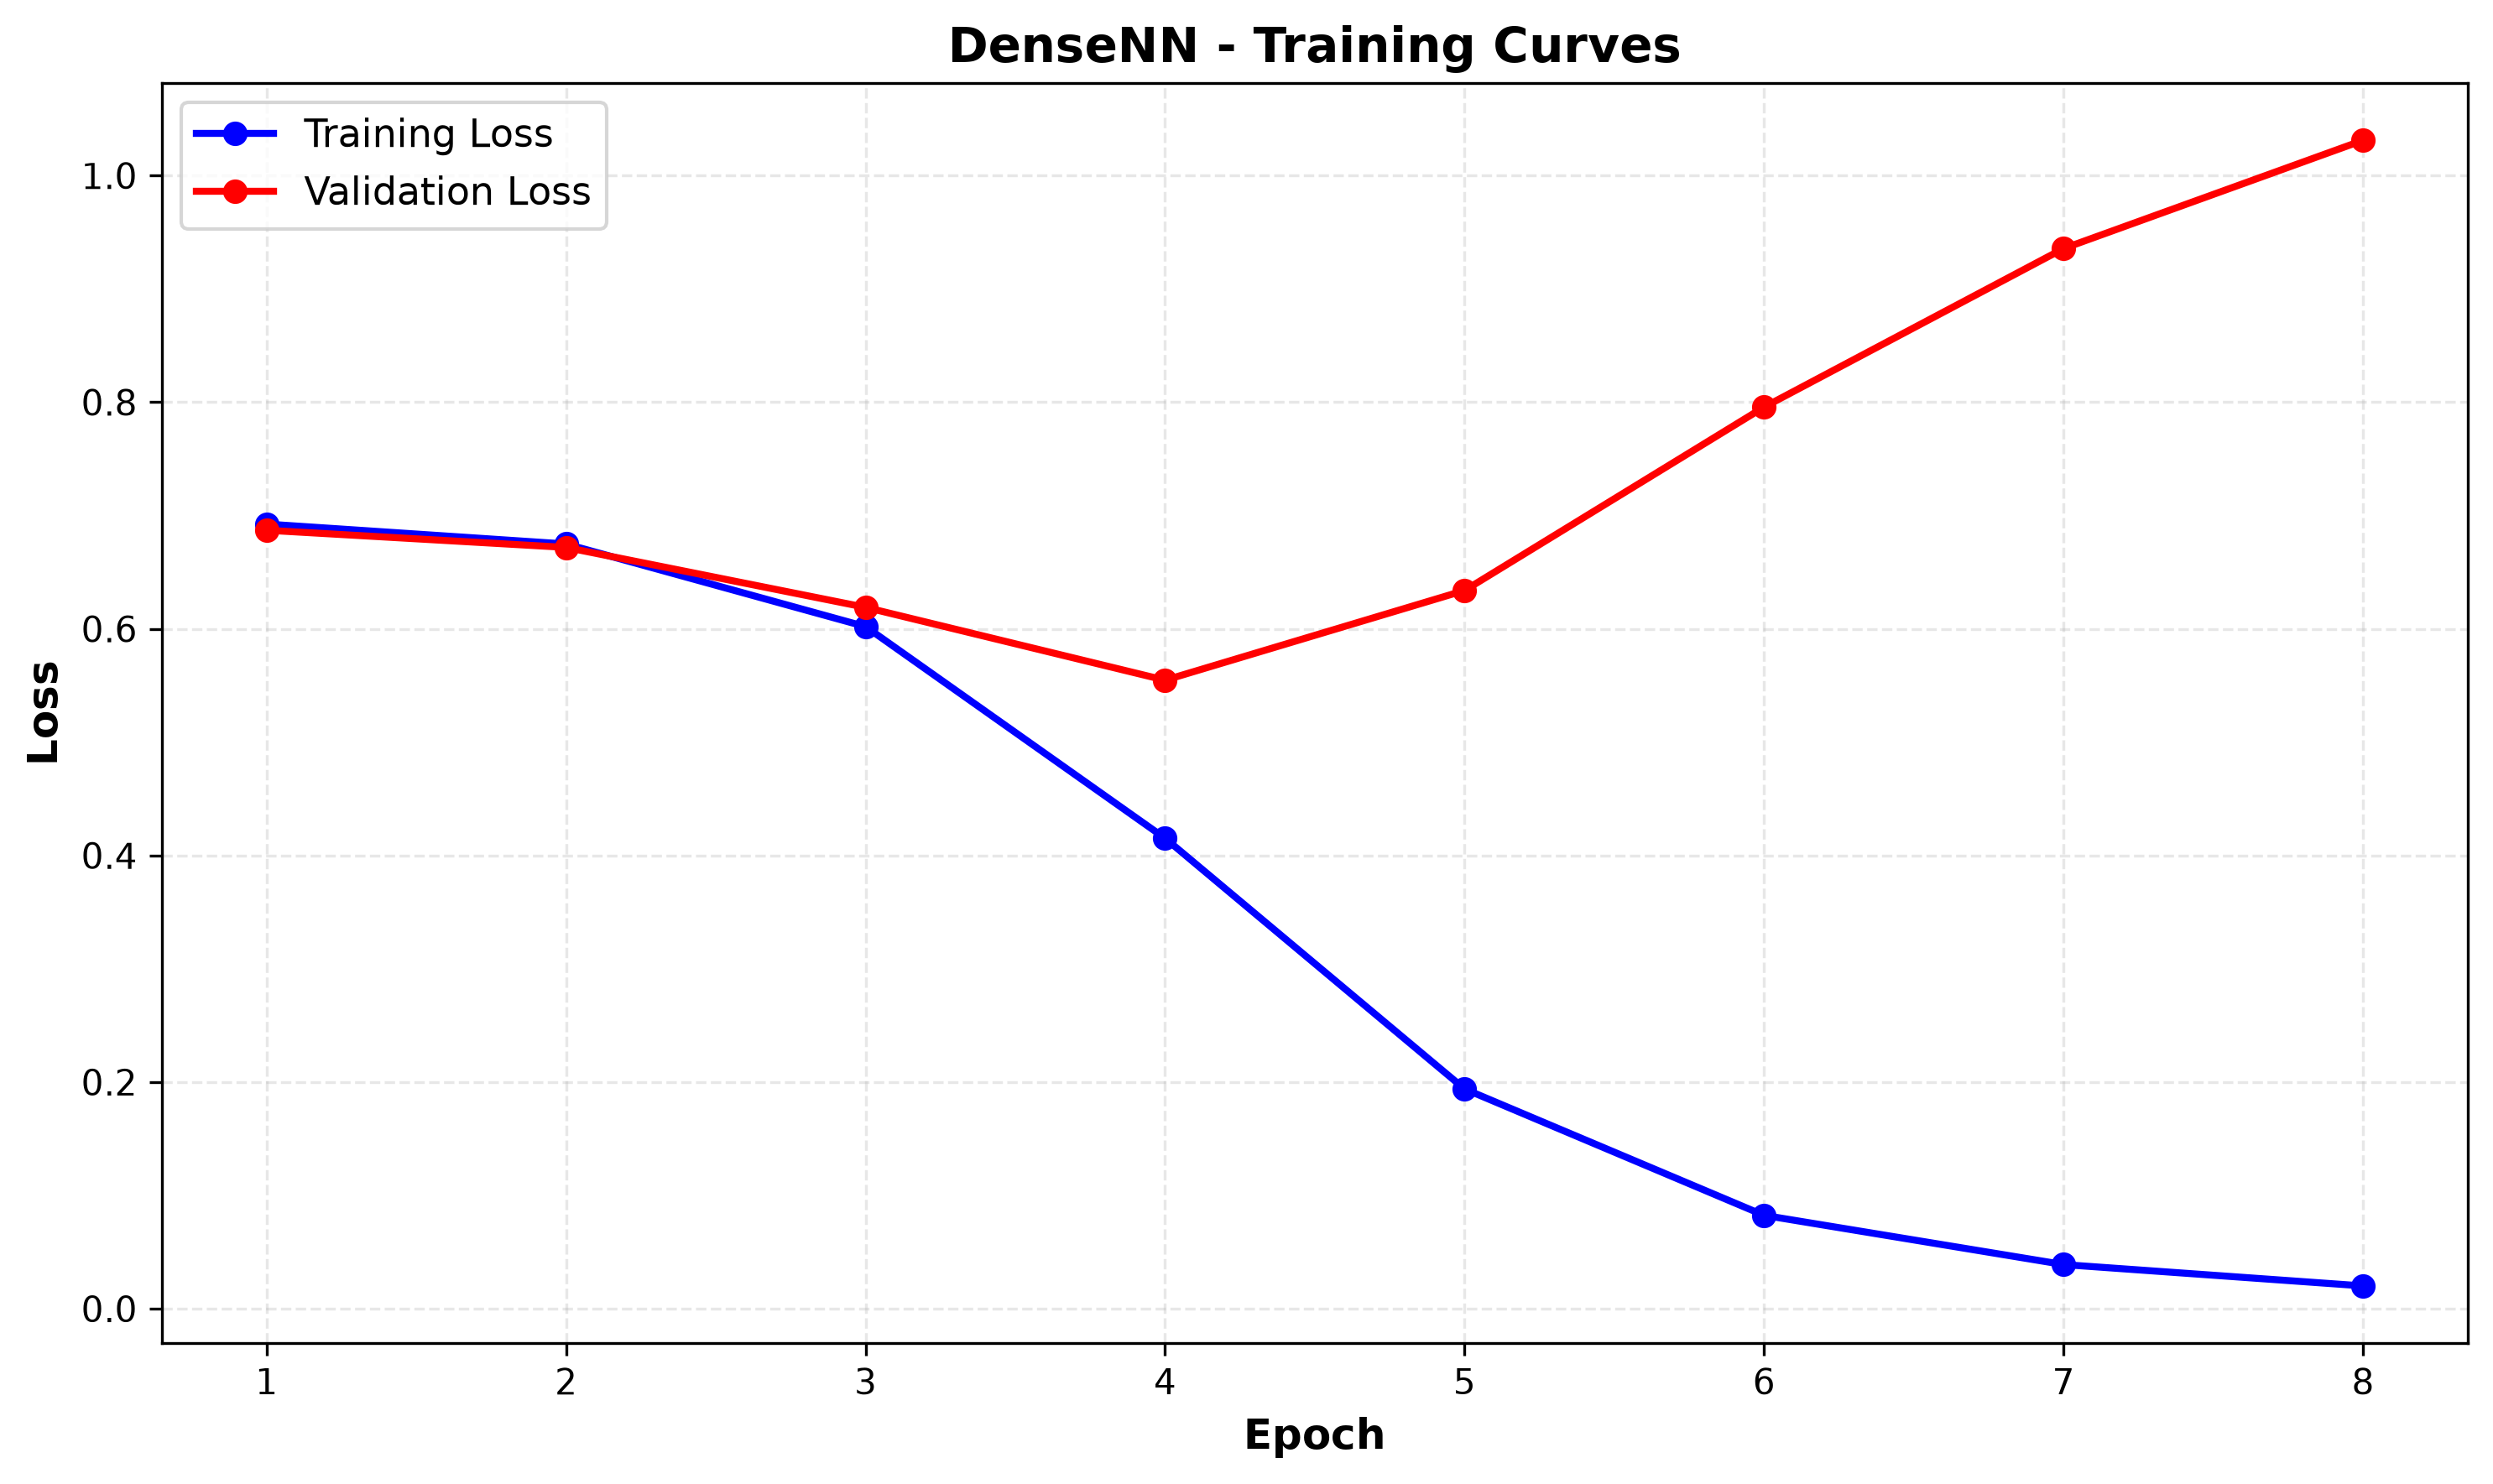 DenseNN - Training Curves
Training Loss
Validation Loss
1.0
0.8
0.6
0.4
0.2
0.0
Loss
1 2 3 4 5 6 7 8
Epoch